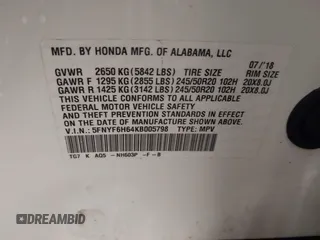 MFD. BY HONDA MFG. OF ALABAMA, LLC
07/'18
GVWR 2650 KG (5842 LBS) TIRE SIZE RIM SIZE
GAWR F 1295 KG (2855 LBS) 245/50R20 102H 20X8.0J
GAWR R 1425 KG (3142 LBS) 245/50R20 102H 20X8.0J
THIS VEHICLE CONFORMS TO ALL APPLICABLE
FEDERAL MOTOR VEHICLE SAFETY STANDARDS
IN EFFECT ON THE DATE OF MANUFACTURE SHOWN ABOVE.
V.I.N.: 5FNYF6H64KB005798 TYPE: MPV
TG7 K AQS -NH603P -F-B
DREAMBID